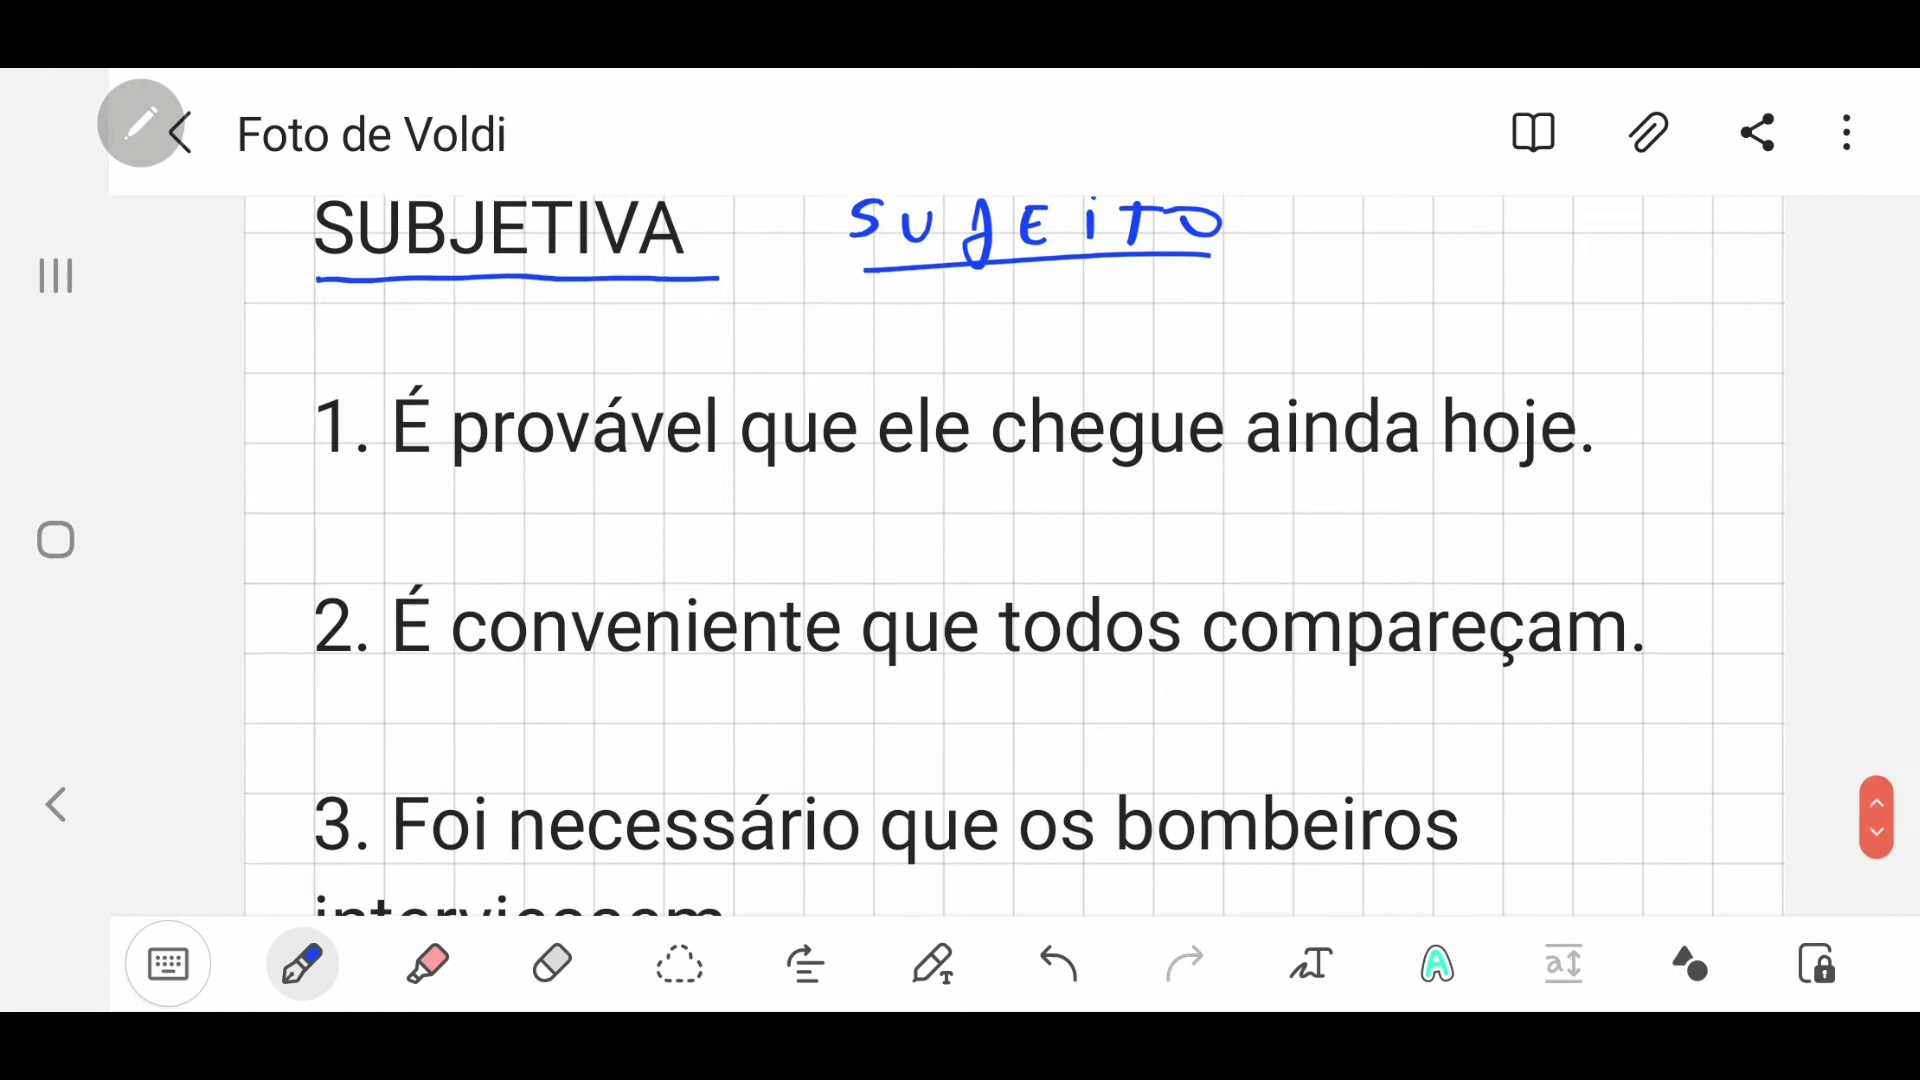 Foto de Voldi
SUBJETIVA SUJEITO
1. É provável que ele chegue ainda hoje.
2. É conveniente que todos compareçam.
3. Foi necessário que os bombeiros